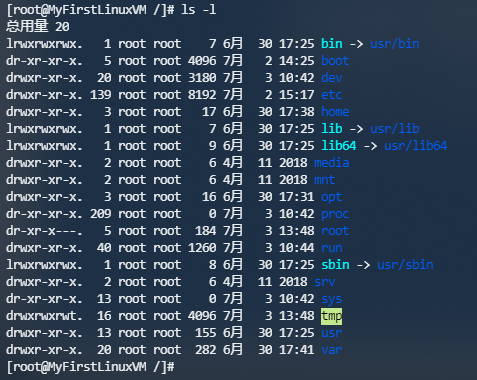 [root@MyFirstLinuxVM /]# ls -l
总用量 20
lrwxrwxrwx.   1 root root    7 6月  30 17:25 bin -> usr/bin
dr-xr-xr-x.   5 root root 4096 7月   2 14:25 boot
drwxr-xr-x.  20 root root 3180 7月   3 10:42 dev
drwxr-xr-x. 139 root root 8192 7月   2 15:17 etc
drwxr-xr-x.   3 root root   17 6月  30 17:38 home
lrwxrwxrwx.   1 root root    7 6月  30 17:25 lib -> usr/lib
lrwxrwxrwx.   1 root root    9 6月  30 17:25 lib64 -> usr/lib64
drwxr-xr-x.   2 root root    6 4月  11 2018 media
drwxr-xr-x.   2 root root    6 4月  11 2018 mnt
drwxr-xr-x.   3 root root   16 6月  30 17:31 opt
dr-xr-xr-x. 209 root root    0 7月   3 10:42 proc
dr-xr-x---.   5 root root  184 7月   3 13:48 root
drwxr-xr-x.  40 root root 1260 7月   3 10:44 run
lrwxrwxrwx.   1 root root    8 6月  30 17:25 sbin -> usr/sbin
drwxr-xr-x.   2 root root    6 4月  11 2018 srv
dr-xr-xr-x.  13 root root    0 7月   3 10:42 sys
drwxrwxrwt.  16 root root 4096 7月   3 13:48 tmp
drwxr-xr-x.  13 root root  155 6月  30 17:25 usr
drwxr-xr-x.  20 root root  282 6月  30 17:41 var
[root@MyFirstLinuxVM /]#